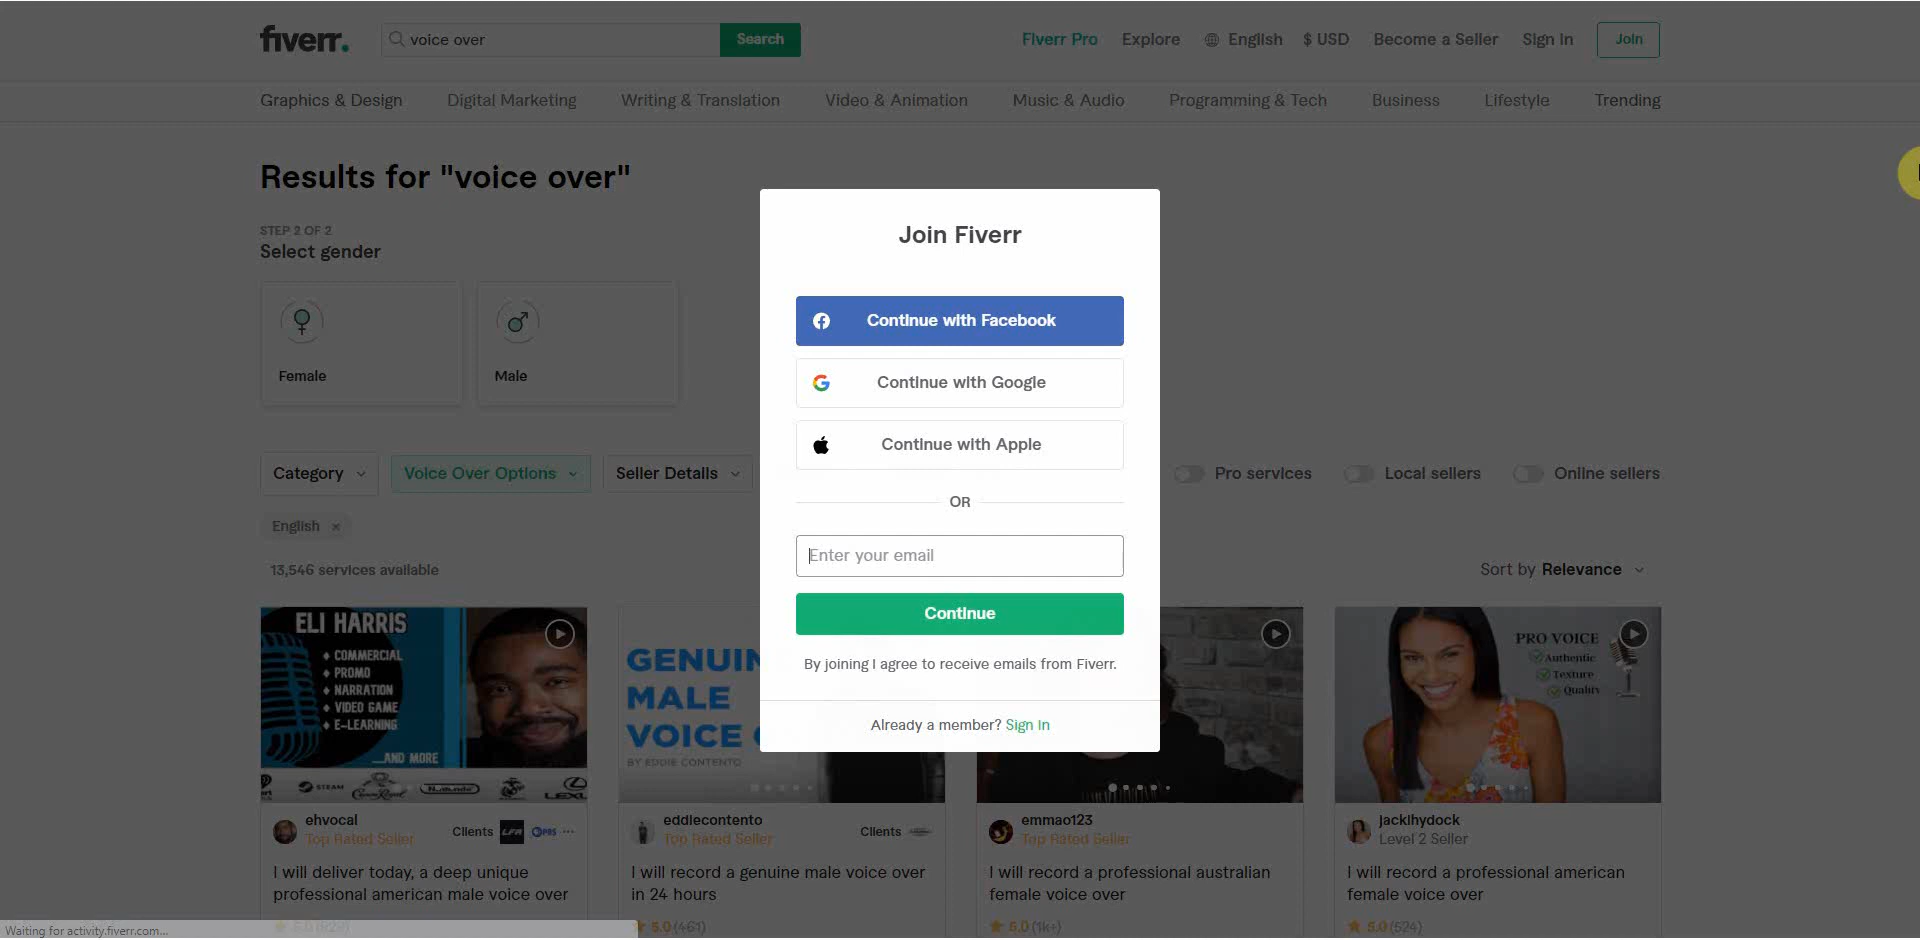 fiverr.
voice over
Search
Fiverr Pro
Explore
English
$ USD
Become a Seller
Sign In
Join
Graphics & Design
Digital Marketing
Writing & Translation
Video & Animation
Music & Audio
Programming & Tech
Business
Lifestyle
Trending
Results for "voice over"
STEP 2 OF 2
Select gender
Female
Male
Category
Voice Over Options
Seller Details
Pro services
Local sellers
Online sellers
English ×
13,546 services available
Sort by Relevance
Join Fiverr
Continue with Facebook
Continue with Google
Continue with Apple
OR
Enter your email
Continue
By joining I agree to receive emails from Fiverr.
Already a member? Sign In
ELI HARRIS
♦ COMMERCIAL
♦ PROMO
♦ NARRATION
♦ VIDEO GAME
♦ E-LEARNING
...AND MORE
STEAM
Crown Royal
Nintendo
ehvocal
Top Rated Seller
Clients
PBS
I will deliver today, a deep unique
professional american male voice over
MALE
VOICE
BY EDDIE CONTENTO
eddiecontento
Top Rated Seller
Clients
I will record a genuine male voice over
in 24 hours
5.0 (461)
emmao123
Top Rated Seller
I will record a professional australian
female voice over
5.0 (1k+)
PRO VOICE
Authentic
Texture
Quality
jackihydock
Level 2 Seller
I will record a professional american
female voice over
5.0 (524)
Waiting for activity.fiverr.com...